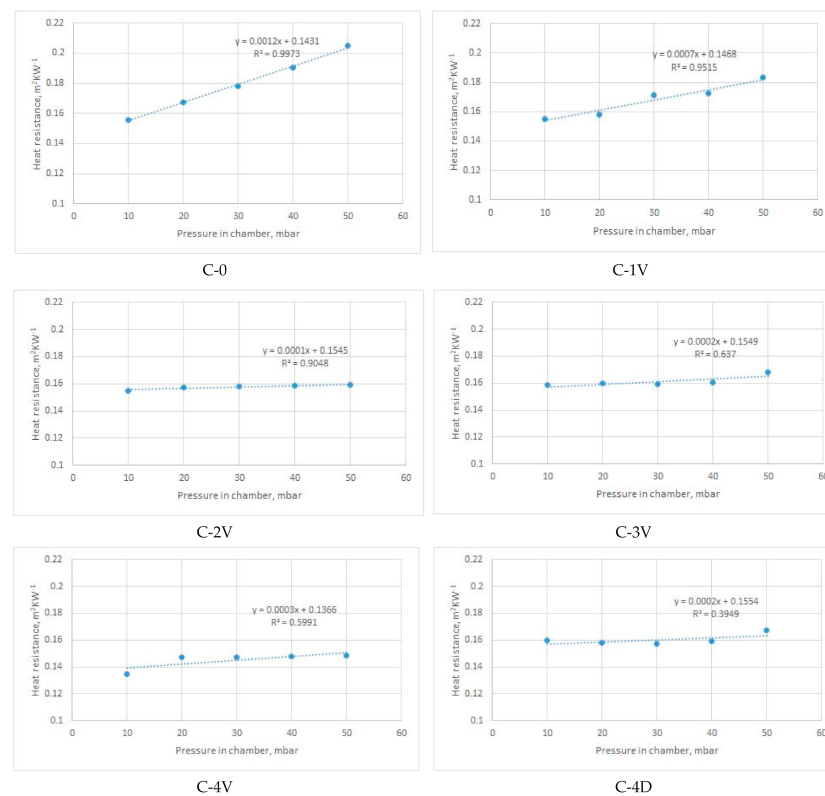 0.22
0.2
0.18
0.16
0.14
0.12
0.1
Heat resistance, m²KW⁻¹
y = 0.0012x + 0.1431
R² = 0.9973
0 10 20 30 40 50 60
Pressure in chamber, mbar
C-0
0.22
0.2
0.18
0.16
0.14
0.12
0.1
Heat resistance, m²KW⁻¹
y = 0.0007x + 0.1468
R² = 0.9515
0 10 20 30 40 50 60
Pressure in chamber, mbar
C-1V
0.22
0.2
0.18
0.16
0.14
0.12
0.1
Heat resistance, m²KW⁻¹
y = 0.0001x + 0.1545
R² = 0.9048
0 10 20 30 40 50 60
Pressure in chamber, mbar
C-2V
0.22
0.2
0.18
0.16
0.14
0.12
0.1
Heat resistance, m²KW⁻¹
y = 0.0002x + 0.1549
R² = 0.637
0 10 20 30 40 50 60
Pressure in chamber, mbar
C-3V
0.22
0.2
0.18
0.16
0.14
0.12
0.1
Heat resistance, m²KW⁻¹
y = 0.0003x + 0.1366
R² = 0.5991
0 10 20 30 40 50 60
Pressure in chamber, mbar
C-4V
0.22
0.2
0.18
0.16
0.14
0.12
0.1
Heat resistance, m²KW⁻¹
y = 0.0002x + 0.1554
R² = 0.3949
0 10 20 30 40 50 60
Pressure in chamber, mbar
C-4D